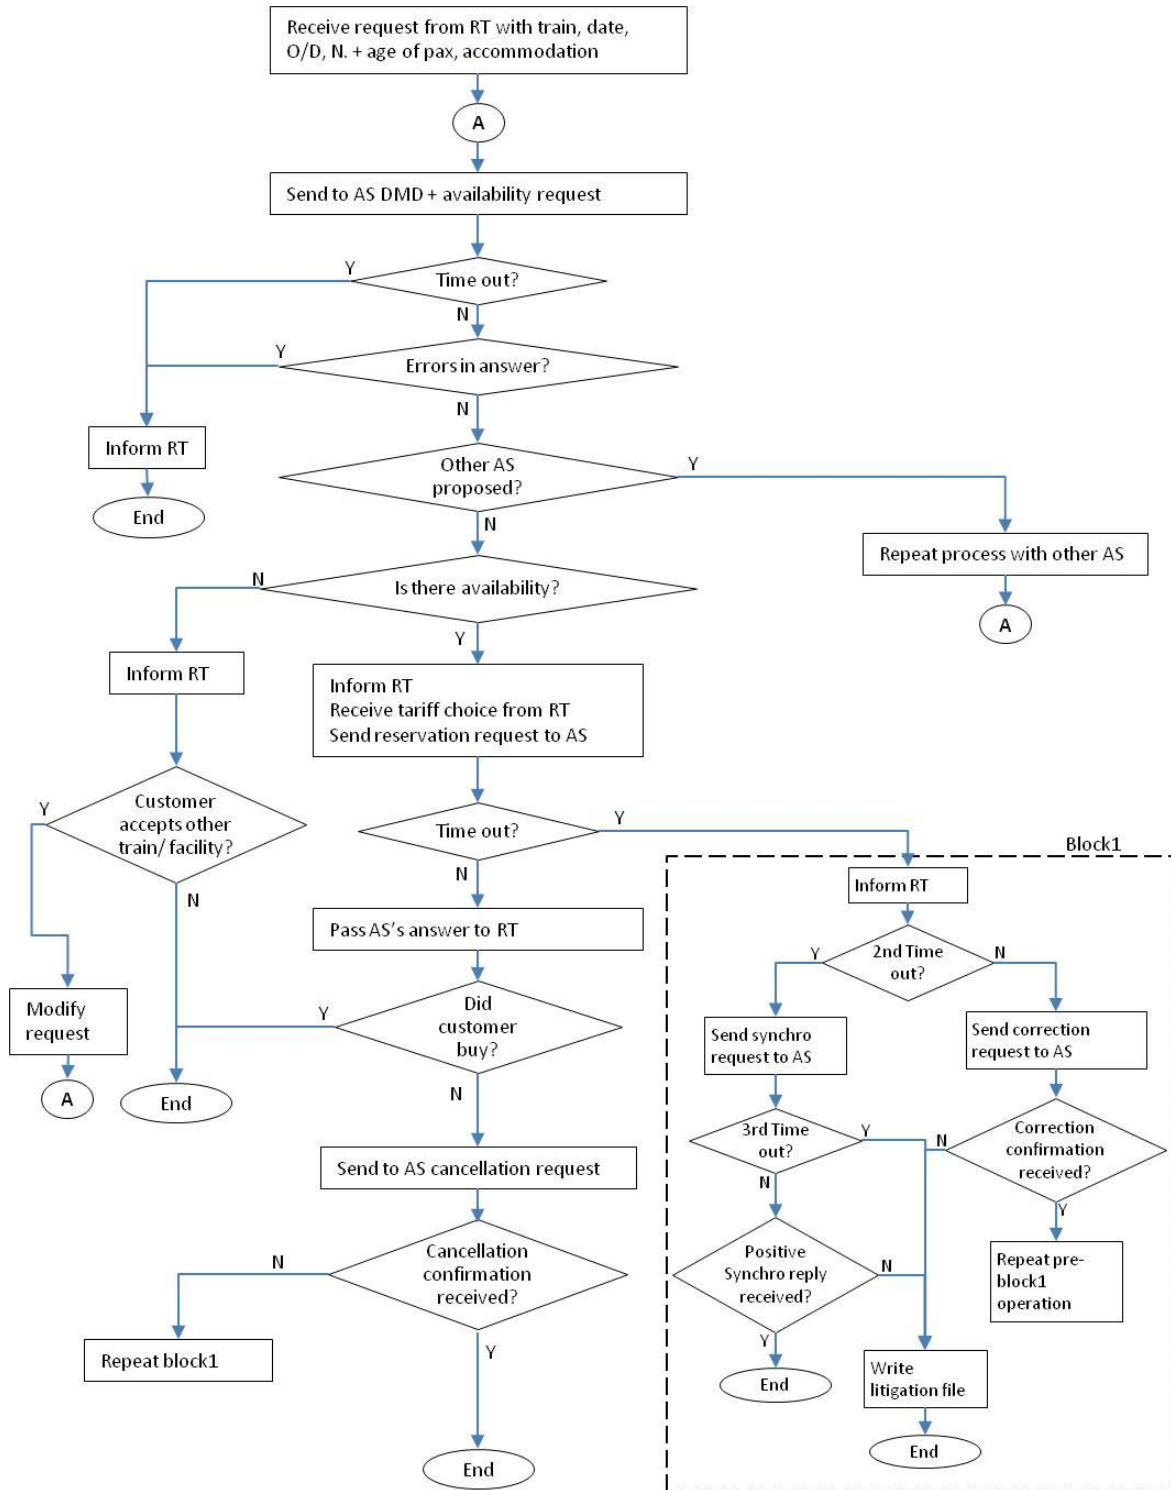 Receive request from RT with train, date,
O/D, N. + age of pax, accommodation
A
Send to AS DMD + availability request
Y
Time out?
N
Y
Errors in answer?
N
Inform RT
End
Other AS
proposed?
Y
N
Repeat process with other AS
A
N
Is there availability?
Y
Inform RT
Inform RT
Receive tariff choice from RT
Send reservation request to AS
Y
Customer
accepts other
train/ facility?
N
Modify
request
A
End
Time out?
Y
N
Pass AS's answer to RT
Y
Did
customer
buy?
N
Send to AS cancellation request
N
Cancellation
confirmation
received?
Y
Repeat block1
End
Block1
Inform RT
Y
2nd Time
out?
N
Send synchro
request to AS
Send correction
request to AS
3rd Time
out?
Y
N
N
Correction
confirmation
received?
Y
Positive
Synchro reply
received?
N
Y
Repeat pre-
block1
operation
End
Write
litigation file
End